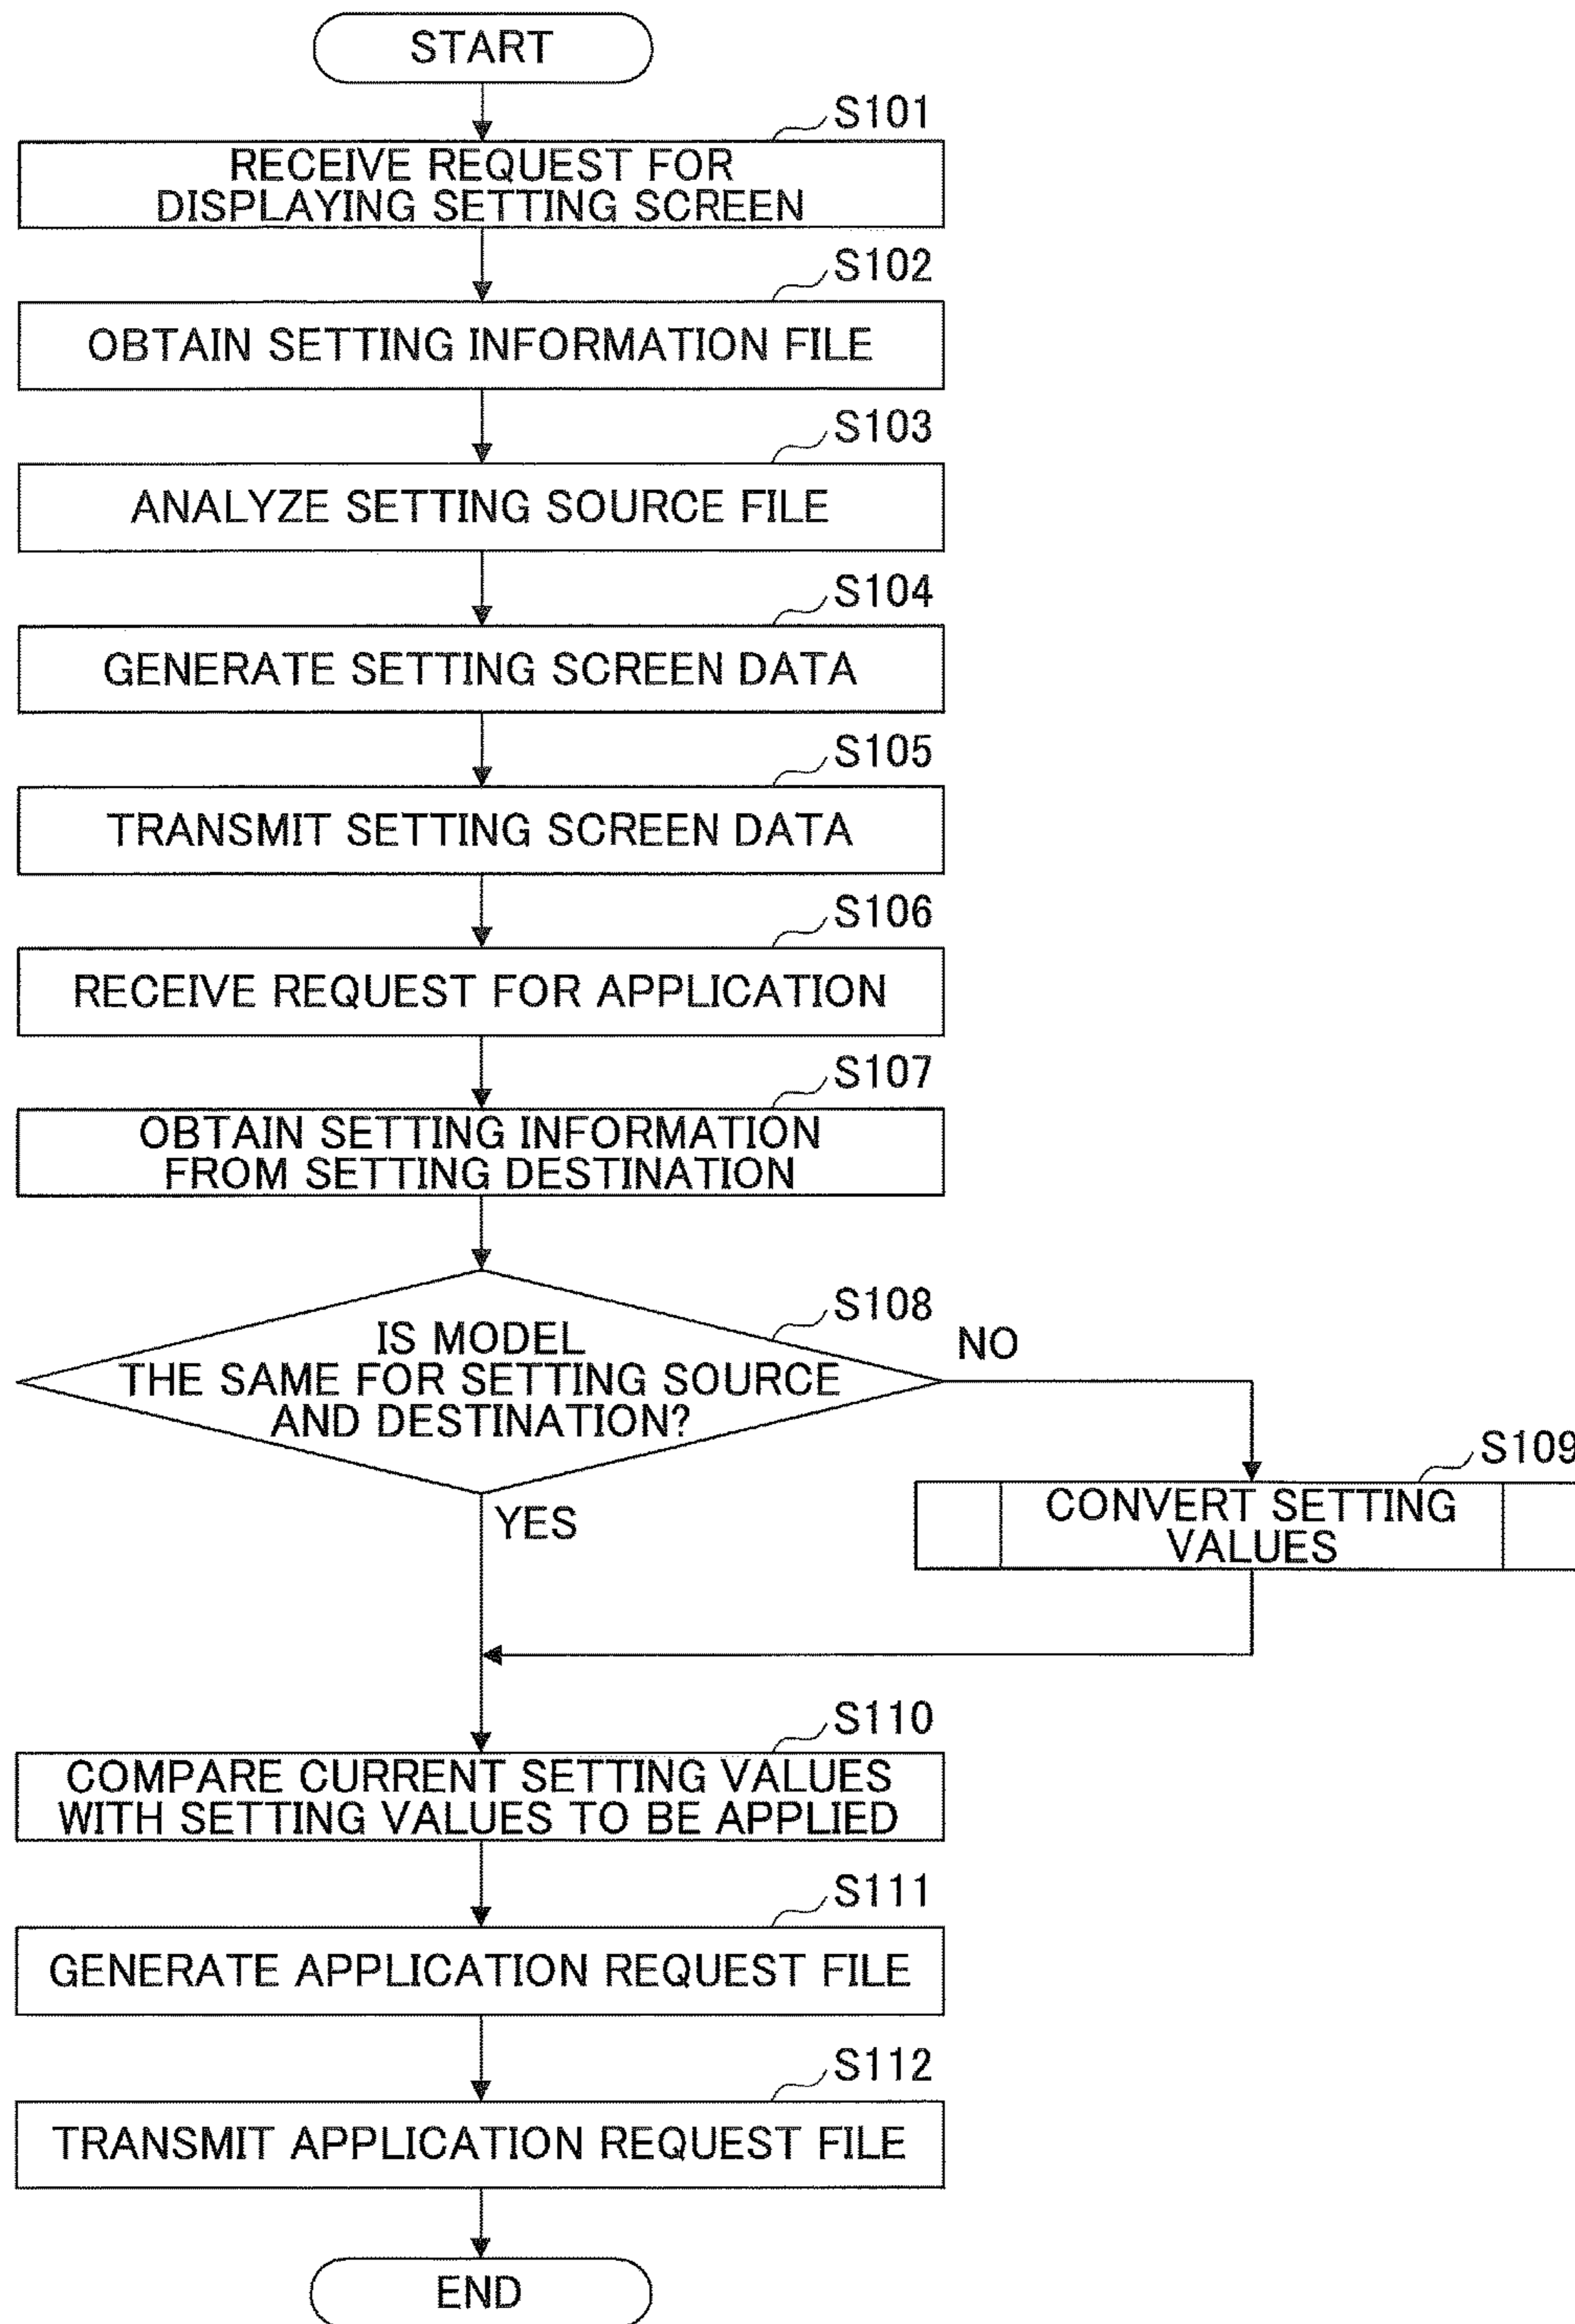 START
S101
RECEIVE REQUEST FOR
DISPLAYING SETTING SCREEN
S102
OBTAIN SETTING INFORMATION FILE
S103
ANALYZE SETTING SOURCE FILE
S104
GENERATE SETTING SCREEN DATA
S105
TRANSMIT SETTING SCREEN DATA
S106
RECEIVE REQUEST FOR APPLICATION
S107
OBTAIN SETTING INFORMATION
FROM SETTING DESTINATION
S108
IS MODEL
THE SAME FOR SETTING SOURCE
AND DESTINATION?
NO
YES
S109
CONVERT SETTING
VALUES
S110
COMPARE CURRENT SETTING VALUES
WITH SETTING VALUES TO BE APPLIED
S111
GENERATE APPLICATION REQUEST FILE
S112
TRANSMIT APPLICATION REQUEST FILE
END